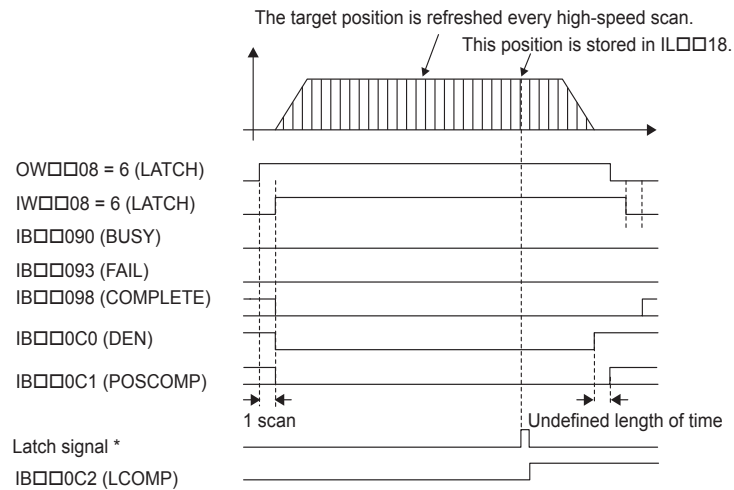 The target position is refreshed every high-speed scan.
This position is stored in IL□□18.
OW□□08 = 6 (LATCH)
IW□□08 = 6 (LATCH)
IB□□090 (BUSY)
IB□□093 (FAIL)
IB□□098 (COMPLETE)
IB□□0C0 (DEN)
IB□□0C1 (POSCOMP)
1 scan
Undefined length of time
Latch signal *
IB□□0C2 (LCOMP)